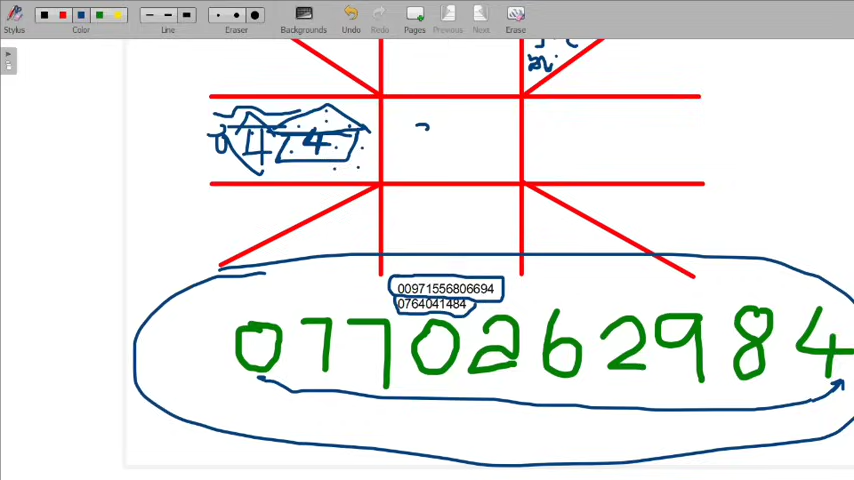 Stylus
Color
Line
Eraser
Backgrounds
Undo
Redo
Pages
Previous
Next
Erase
4 4
00971556806694
0764041484
0770262984